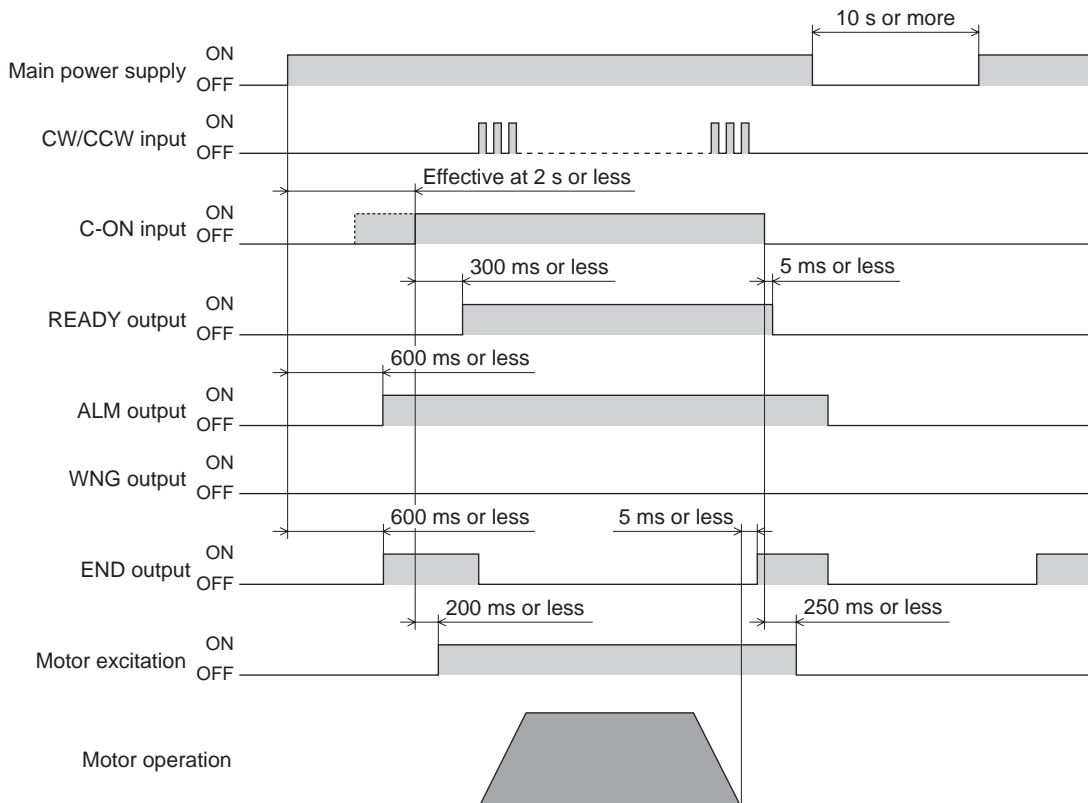 10 s or more
Main power supply
ON
OFF
CW/CCW input
ON
OFF
Effective at 2 s or less
C-ON input
ON
OFF
300 ms or less
5 ms or less
READY output
ON
OFF
600 ms or less
ALM output
ON
OFF
WNG output
ON
OFF
600 ms or less
5 ms or less
END output
ON
OFF
200 ms or less
250 ms or less
Motor excitation
ON
OFF
Motor operation